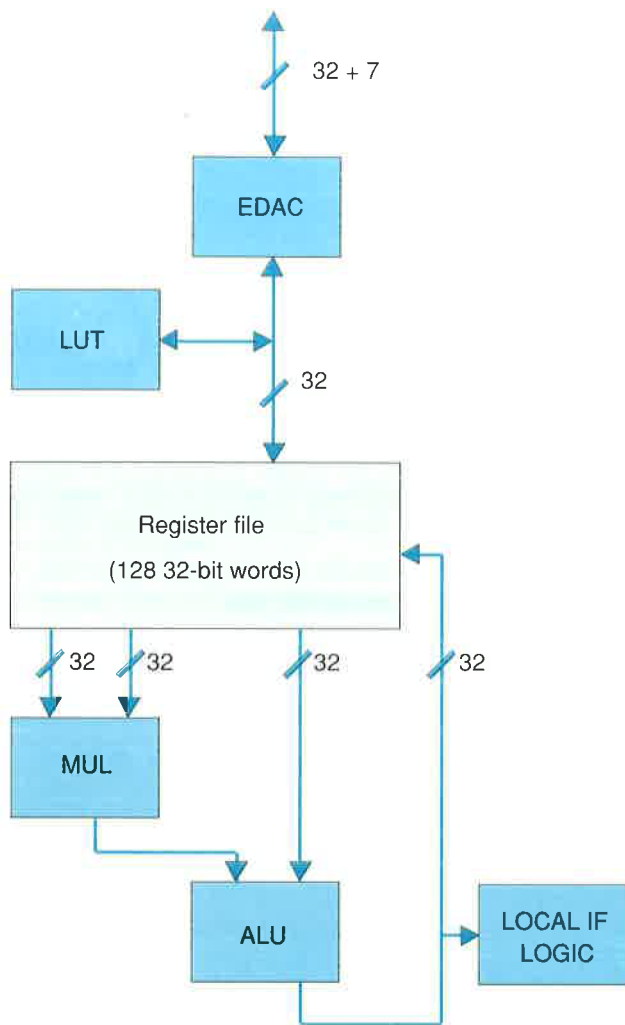 32 + 7
EDAC
LUT
32
Register file
(128 32-bit words)
32
32
32
32
MUL
ALU
LOCAL IF
LOGIC